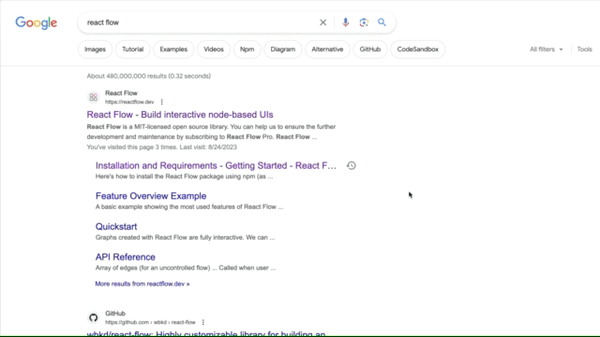 Google
react flow
Images Tutorial Examples Videos Npm Diagram Alternative GitHub CodeSandbox All filters Tools
About 480,000,000 results (0.32 seconds)
React Flow
https://reactflow.dev
React Flow - Build interactive node-based UIs
React Flow is a MIT-licensed open source library. You can help us to ensure the further
development and maintenance by subscribing to React Flow Pro. React Flow ...
You've visited this page 3 times. Last visit: 8/24/2023
Installation and Requirements - Getting Started - React F...
Here's how to install the React Flow package using npm (as ...
Feature Overview Example
A basic example showing the most used features of React Flow ...
Quickstart
Graphs created with React Flow are fully interactive. We can ...
API Reference
Array of edges (for an uncontrolled flow) ... Called when user ...
More results from reactflow.dev »
GitHub
https://github.com › wbkd › react-flow
wbkd/react-flow: Highly customizable library for building an